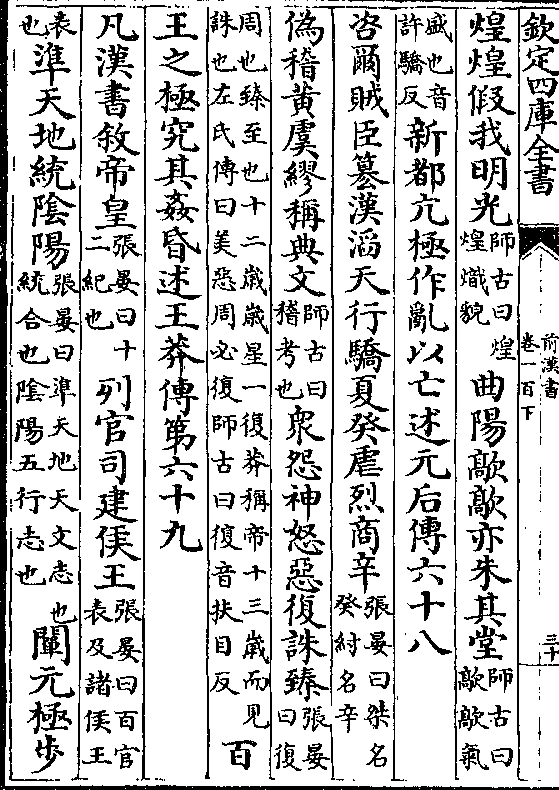 欽定四庫全書
前漢書
卷一百下
三十
煌煌假我明光師古曰煌煌熾貌曲陽歊歊亦朱其堂師古曰歊歊氣
盛也音許驕反新都亢極作亂以亡述元后傳六十八
咨爾賊臣簒漢滔天行驕夏癸虐烈商辛張晏曰桀名癸紂名辛
偽稽黄虞繆稱典文師古曰稽考也衆怨神怒惡復誅臻張晏曰復
周也臻至也十二歳歳星一復莽稱帝十三歳而見誅也左氏傳曰美惡周必復師古曰復音扶目反百
王之極究其姦昏述王莽傳第六十九
凡漢書敘帝皇張晏曰十二紀也列官司建侯王張晏曰百官表及諸侯王
表也準天地統陰陽張晏曰準天地天文志也統合也陰陽五行志也闡元極步